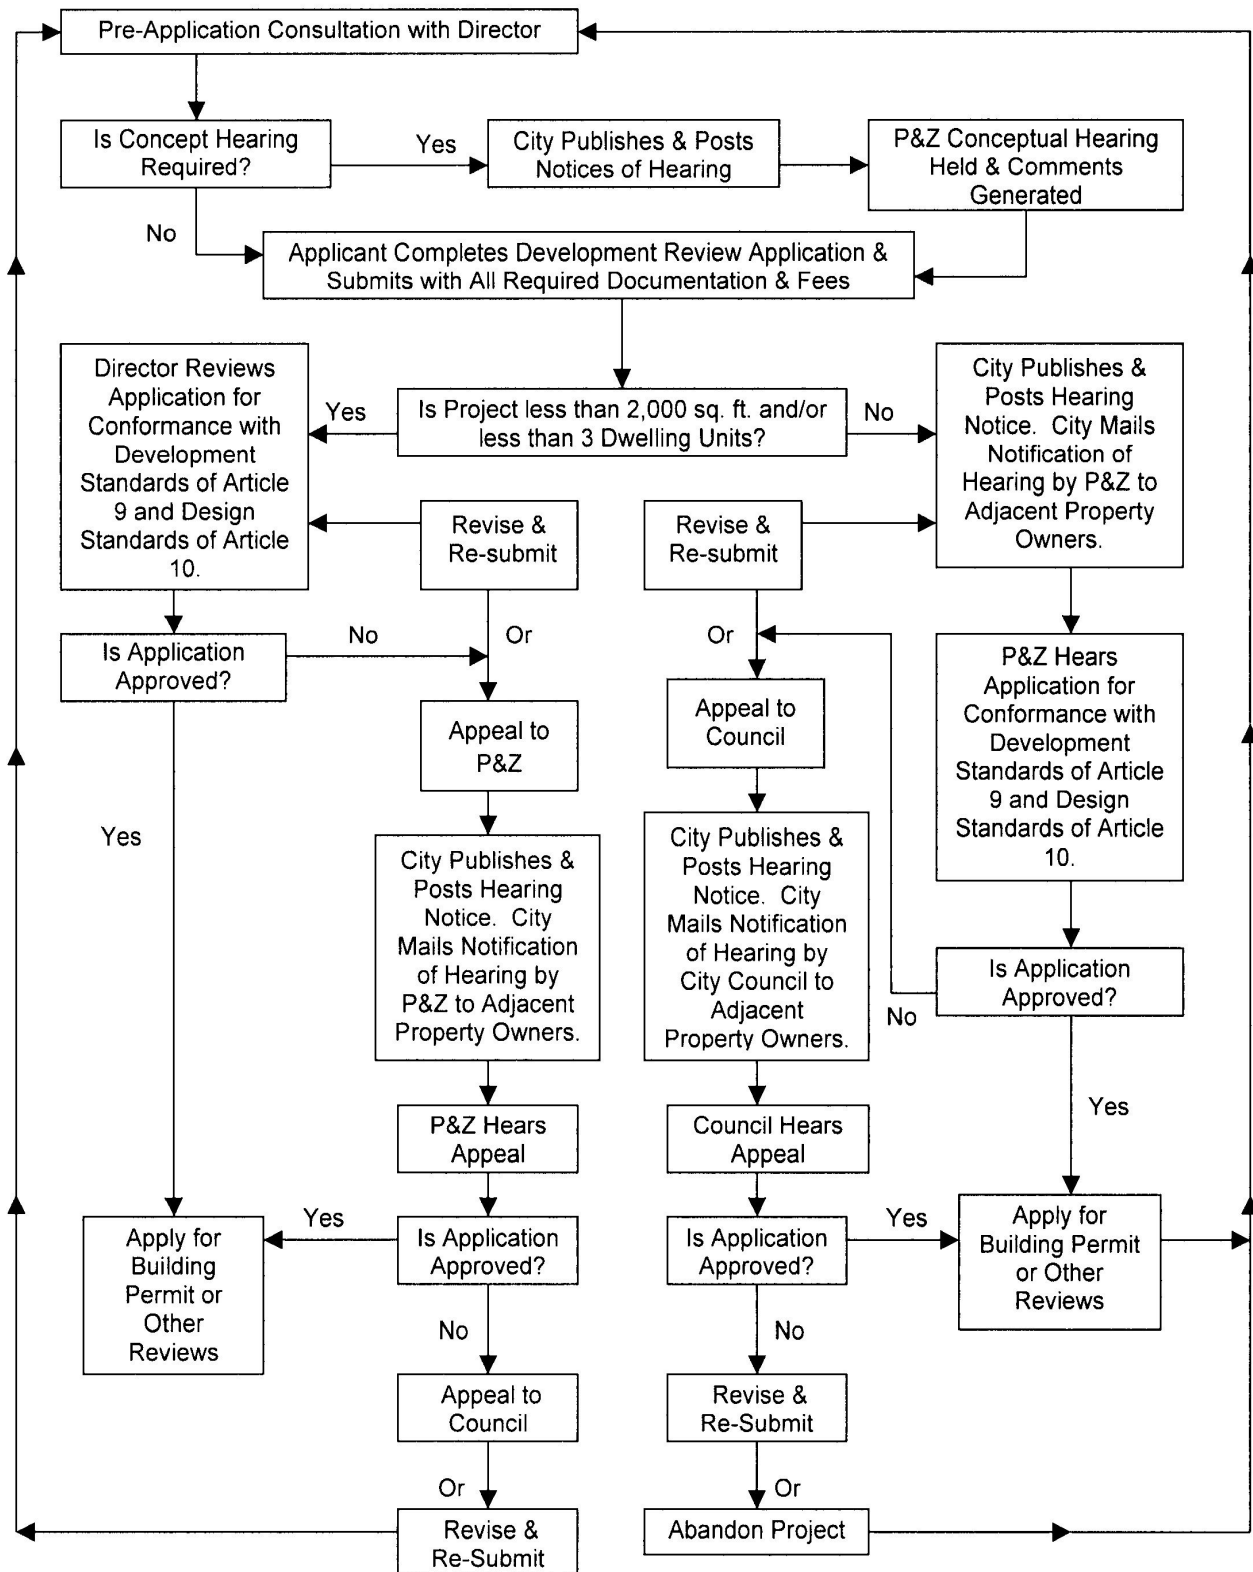 Pre-Application Consultation with Director
Is Concept Hearing
Required?
Yes
City Publishes & Posts
Notices of Hearing
P&Z Conceptual Hearing
Held & Comments
Generated
No
Applicant Completes Development Review Application &
Submits with All Required Documentation & Fees
Director Reviews
Application for
Conformance with
Development
Standards of Article
9 and Design
Standards of Article
10.
Yes
Is Project less than 2,000 sq. ft. and/or
less than 3 Dwelling Units?
No
City Publishes &
Posts Hearing
Notice. City Mails
Notification of
Hearing by P&Z to
Adjacent Property
Owners.
Revise &
Re-submit
Revise &
Re-submit
Is Application
Approved?
No
Or
Or
P&Z Hears
Application for
Conformance with
Development
Standards of Article
9 and Design
Standards of Article
10.
Appeal to
P&Z
Appeal to
Council
Yes
City Publishes &
Posts Hearing
Notice. City
Mails Notification
of Hearing by
P&Z to Adjacent
Property Owners.
City Publishes &
Posts Hearing
Notice. City
Mails Notification
of Hearing by
City Council to
Adjacent
Property Owners.
No
Is Application
Approved?
P&Z Hears
Appeal
Council Hears
Appeal
Yes
Apply for
Building
Permit or
Other
Reviews
Yes
Is Application
Approved?
Is Application
Approved?
Yes
Apply for
Building Permit
or Other
Reviews
No
No
Appeal to
Council
Revise &
Re-Submit
Or
Or
Revise &
Re-Submit
Abandon Project